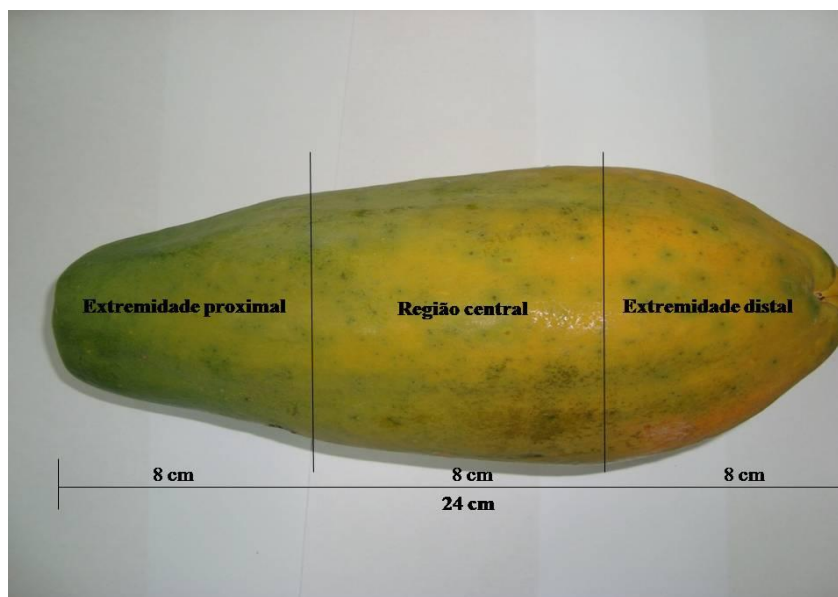 Extremidade proximal
Região central
Extremidade distal
8 cm
8 cm
8 cm
24 cm